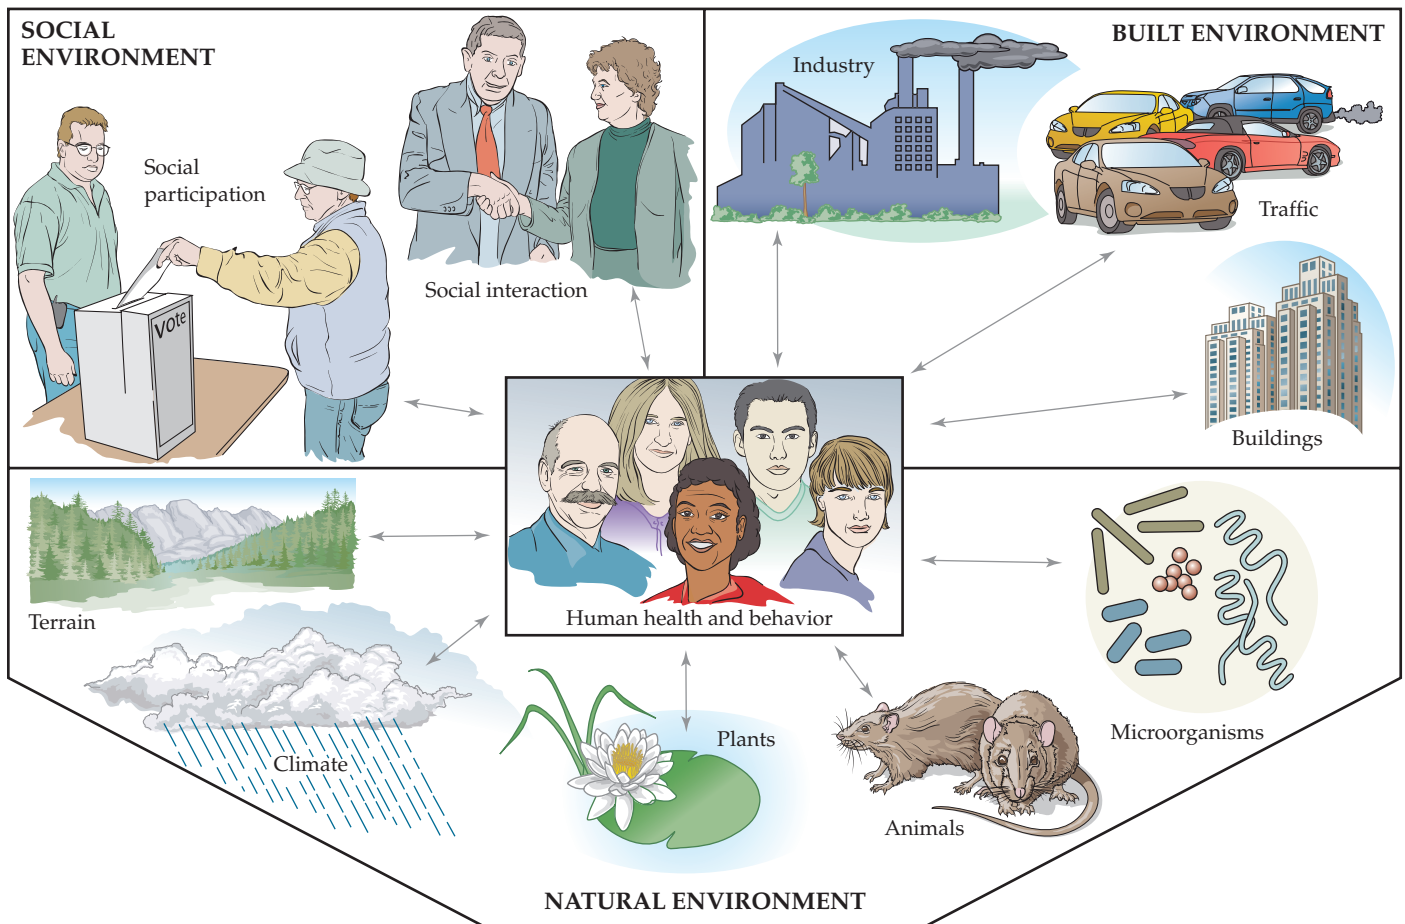 SOCIAL
ENVIRONMENT
Social
participation
vote
Social interaction
BUILT ENVIRONMENT
Industry
Traffic
Buildings
Human health and behavior
Terrain
Climate
Plants
Animals
Microorganisms
NATURAL ENVIRONMENT